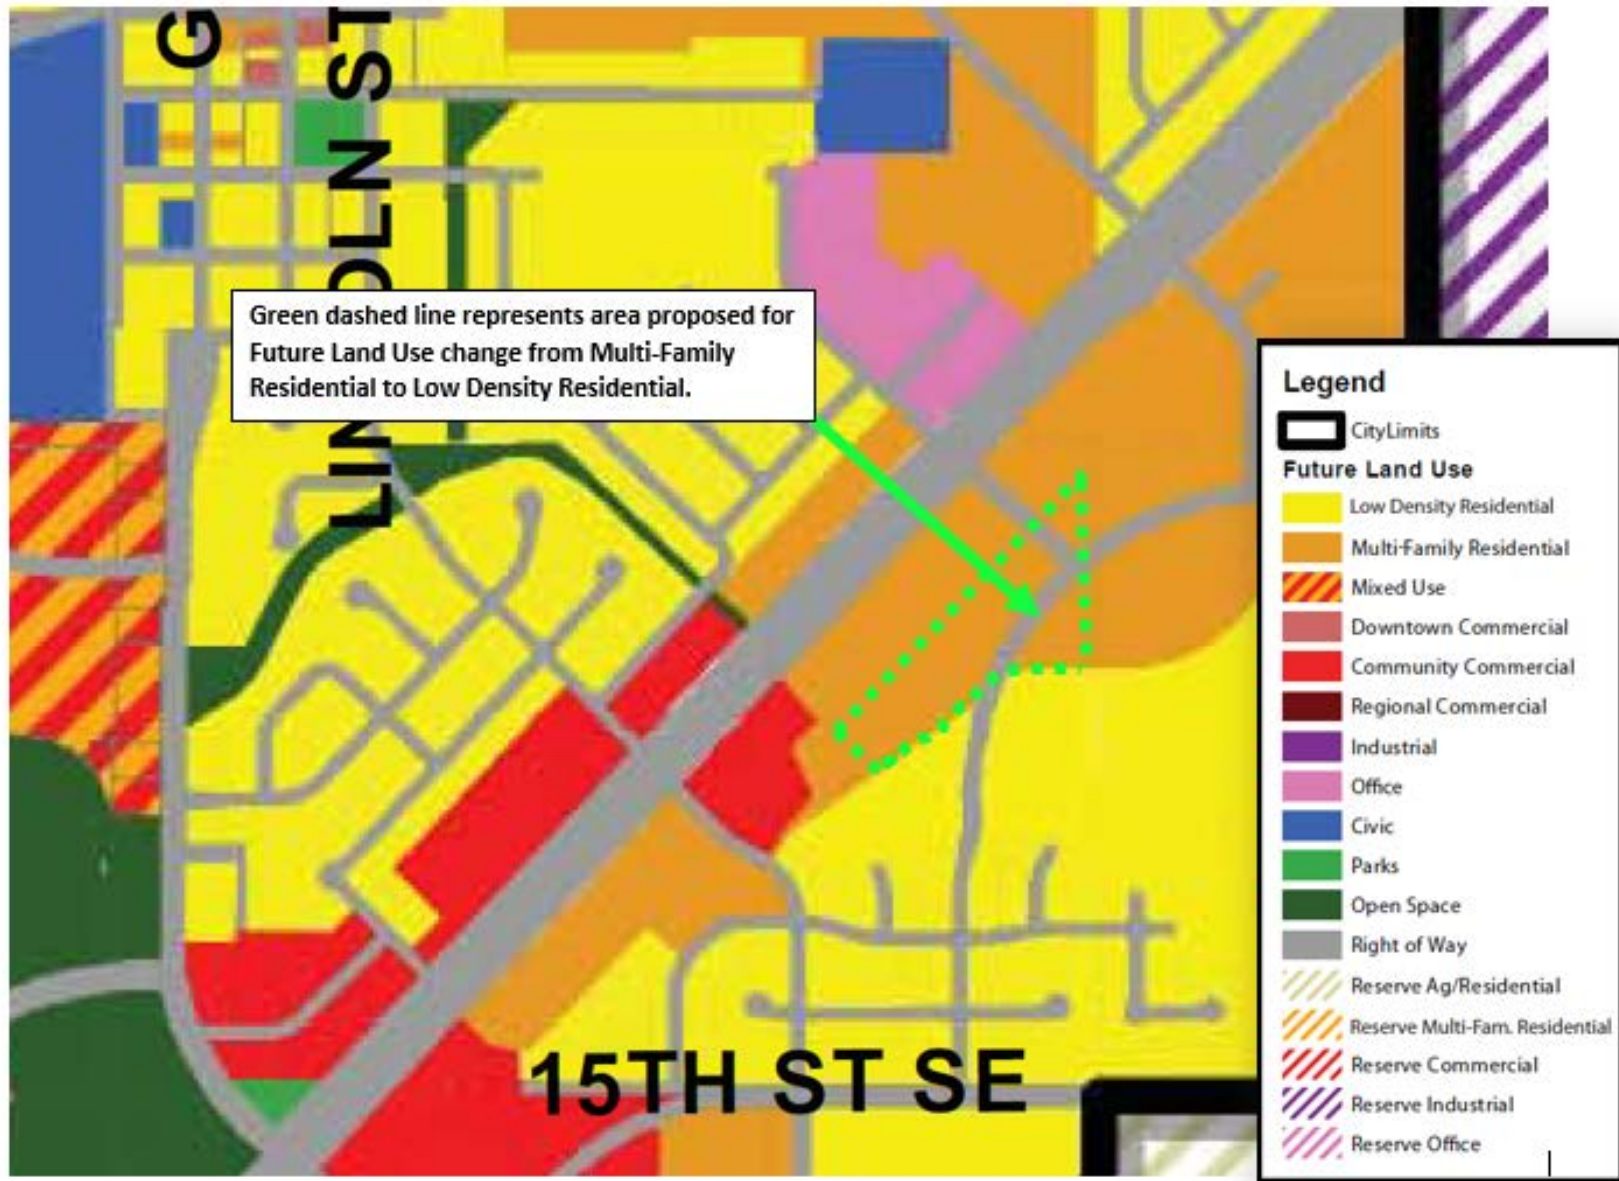 G
LINCOLN ST
Green dashed line represents area proposed for
Future Land Use change from Multi-Family
Residential to Low Density Residential.
15TH ST SE
Legend
CityLimits
Future Land Use
Low Density Residential
Multi-Family Residential
Mixed Use
Downtown Commercial
Community Commercial
Regional Commercial
Industrial
Office
Civic
Parks
Open Space
Right of Way
Reserve Ag/Residential
Reserve Multi-Fam. Residential
Reserve Commercial
Reserve Industrial
Reserve Office